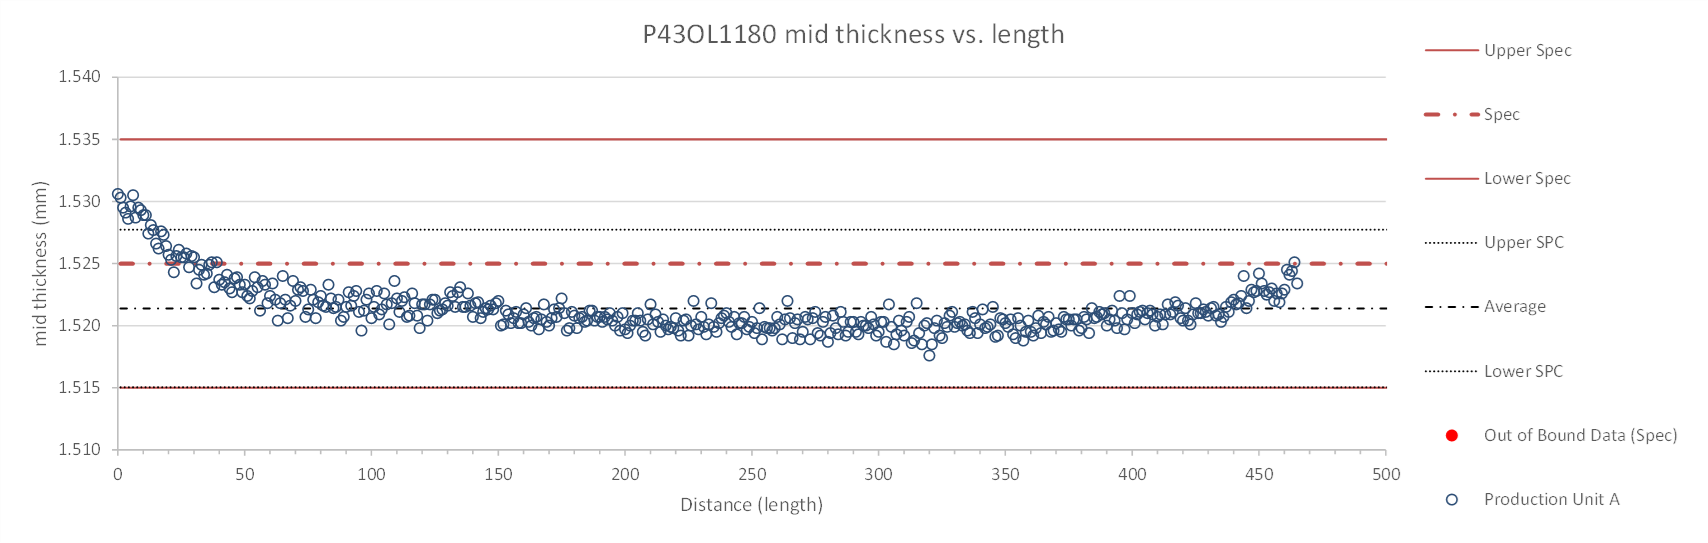 P43OL1180 mid thickness vs. length
mid thickness (mm)
1.540
1.535
1.530
1.525
1.520
1.515
1.510
0 50 100 150 200 250 300 350 400 450 500
Distance (length)
Upper Spec
Spec
Lower Spec
Upper SPC
Average
Lower SPC
Out of Bound Data (Spec)
Production Unit A